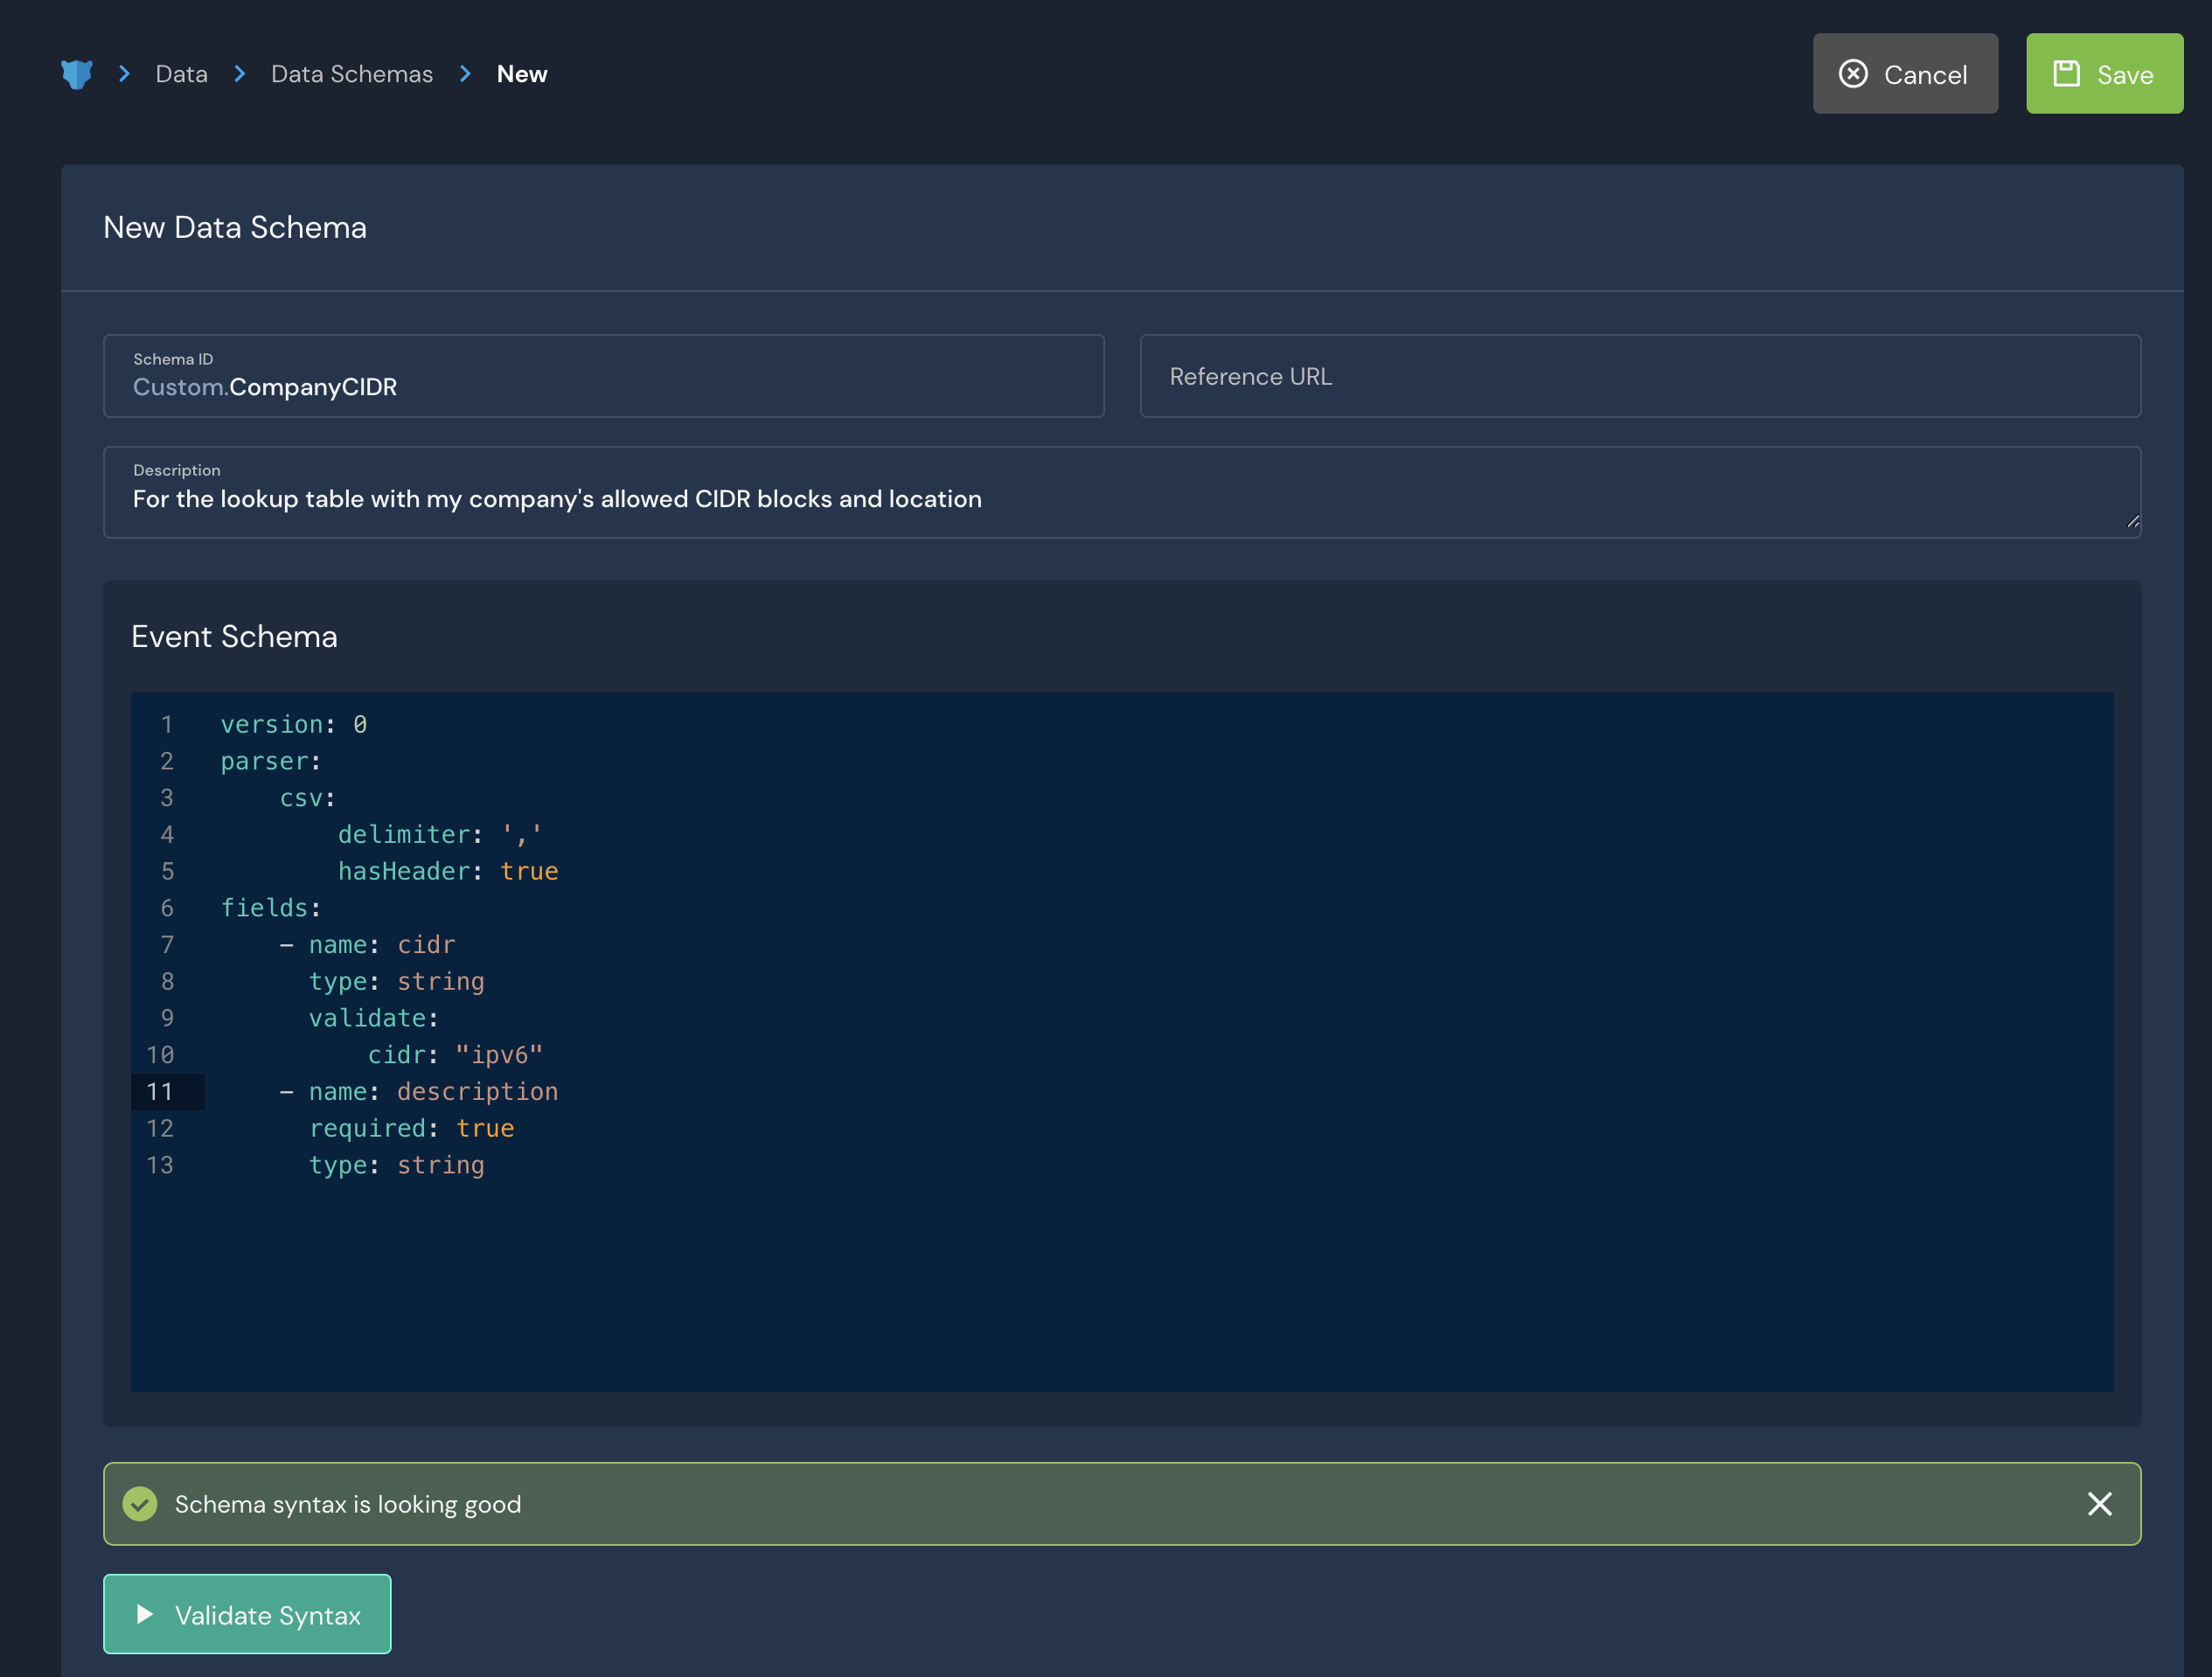 Data
Data Schemas
New
Cancel
Save
New Data Schema
Schema ID
Custom.CompanyCIDR
Reference URL
Description
For the lookup table with my company's allowed CIDR blocks and location
Event Schema
1 version: 0
2 parser:
3     csv:
4         delimiter: ','
5         hasHeader: true
6 fields:
7     - name: cidr
8       type: string
9       validate:
10           cidr: "ipv6"
11     - name: description
12       required: true
13       type: string
Schema syntax is looking good
Validate Syntax